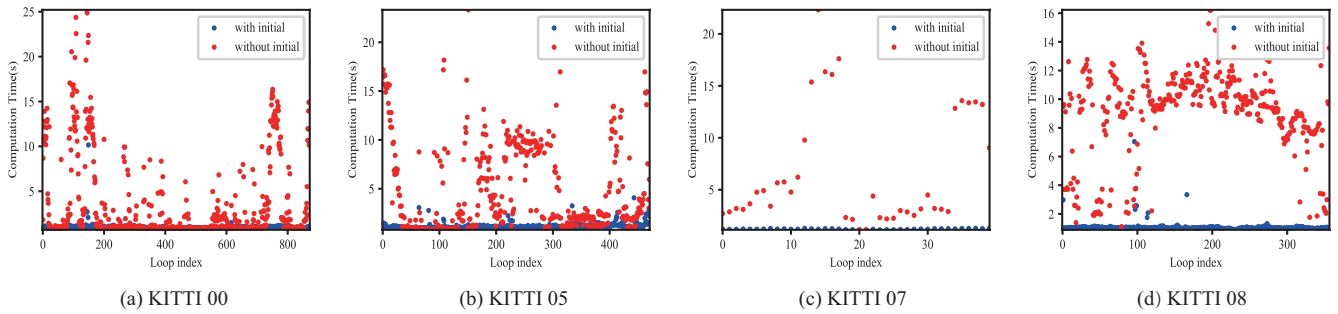 25
20
15
10
5
0
200
400
600
800
Computation Time(s)
Loop index
with initial
without initial
(a) KITTI 00
20
15
10
5
0
100
200
300
400
Computation Time(s)
Loop index
with initial
without initial
(b) KITTI 05
20
15
10
5
0
10
20
30
Computation Time(s)
Loop index
with initial
without initial
(c) KITTI 07
16
14
12
10
8
6
4
2
0
100
200
300
Computation Time(s)
Loop index
with initial
without initial
(d) KITTI 08